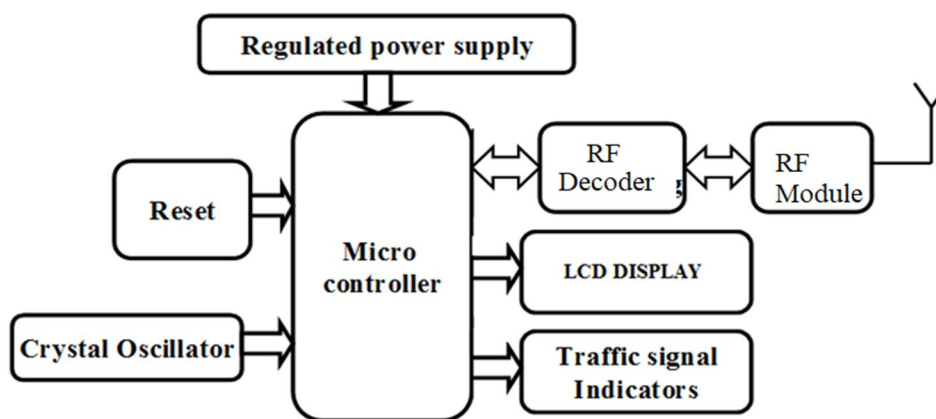 Regulated power supply
RF
Decoder
g
RF
Module
Reset
Micro
controller
LCD DISPLAY
Crystal Oscillator
Traffic signal
Indicators